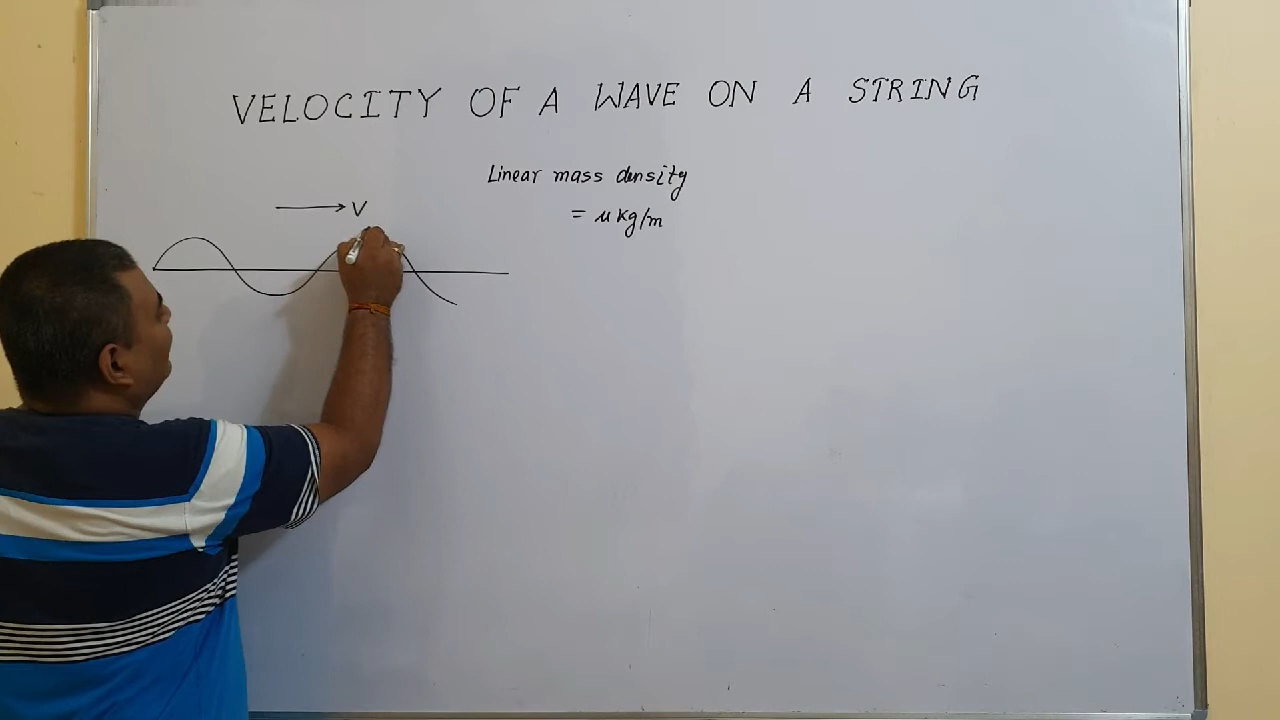 VELOCITY OF A WAVE ON A STRING
Linear mass density
= μ kg/m
V